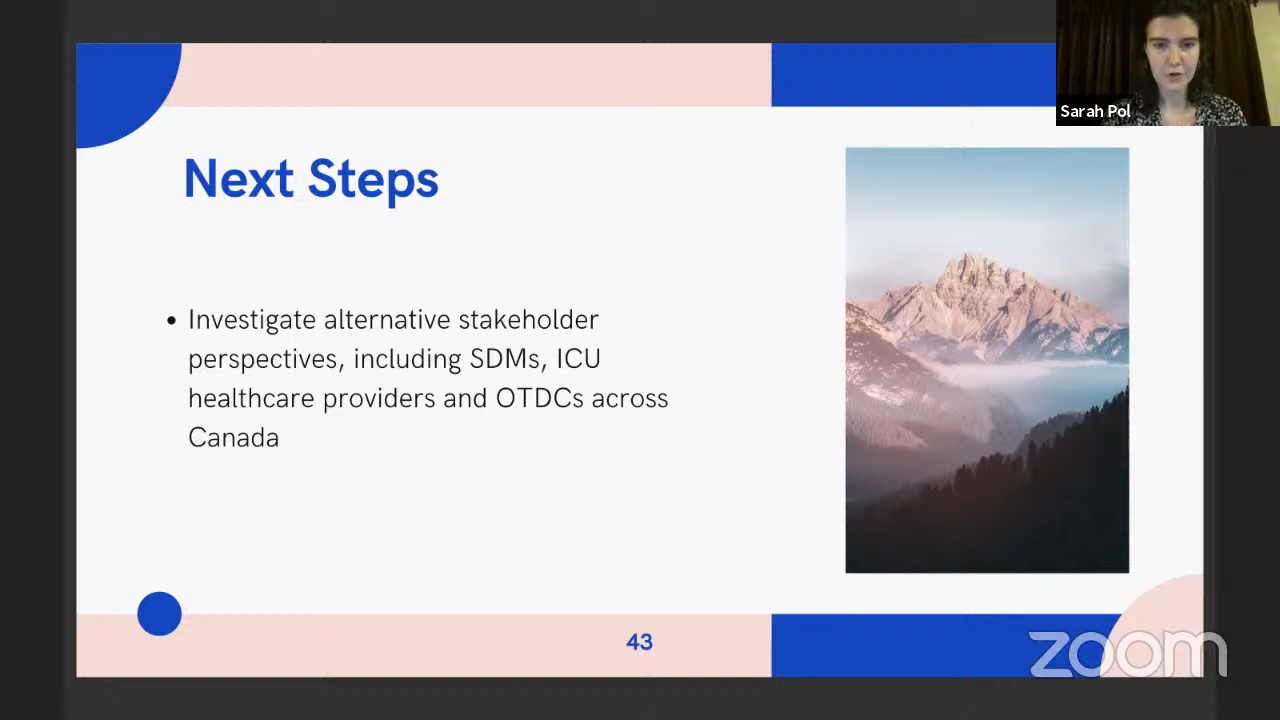 Sarah Pol
Next Steps
• Investigate alternative stakeholder
perspectives, including SDMs, ICU
healthcare providers and OTDCs across
Canada
43
zoom